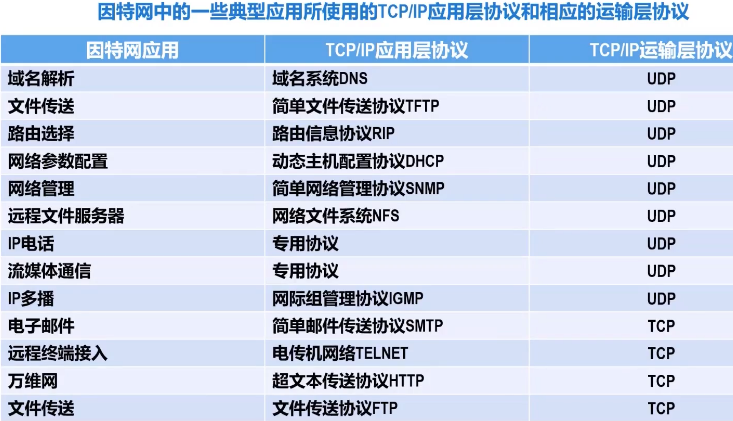 因特网中的一些典型应用所使用的TCP/IP应用层协议和相应的运输层协议
因特网应用 TCP/IP应用层协议 TCP/IP运输层协议
域名解析 域名系统DNS UDP
文件传送 简单文件传送协议TFTP UDP
路由选择 路由信息协议RIP UDP
网络参数配置 动态主机配置协议DHCP UDP
网络管理 简单网络管理协议SNMP UDP
远程文件服务器 网络文件系统NFS UDP
IP电话 专用协议 UDP
流媒体通信 专用协议 UDP
IP多播 网际组管理协议IGMP UDP
电子邮件 简单邮件传送协议SMTP TCP
远程终端接入 电传机网络TELNET TCP
万维网 超文本传送协议HTTP TCP
文件传送 文件传送协议FTP TCP